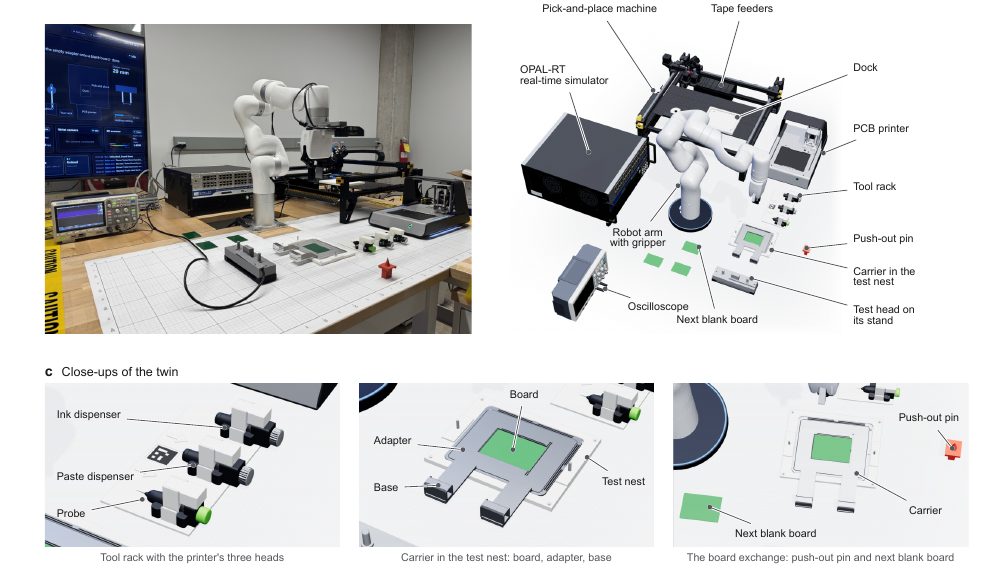 Pick-and-place machine
Tape feeders
OPAL-RT
real-time simulator
Dock
PCB printer
Tool rack
Push-out pin
Robot arm
with gripper
Carrier in the
test nest
Oscilloscope
Next blank board
Test head on
its stand
c Close-ups of the twin
Ink dispenser
Paste dispenser
Probe
Tool rack with the printer's three heads
Board
Adapter
Base
Test nest
Carrier in the test nest: board, adapter, base
Push-out pin
Carrier
Next blank board
The board exchange: push-out pin and next blank board